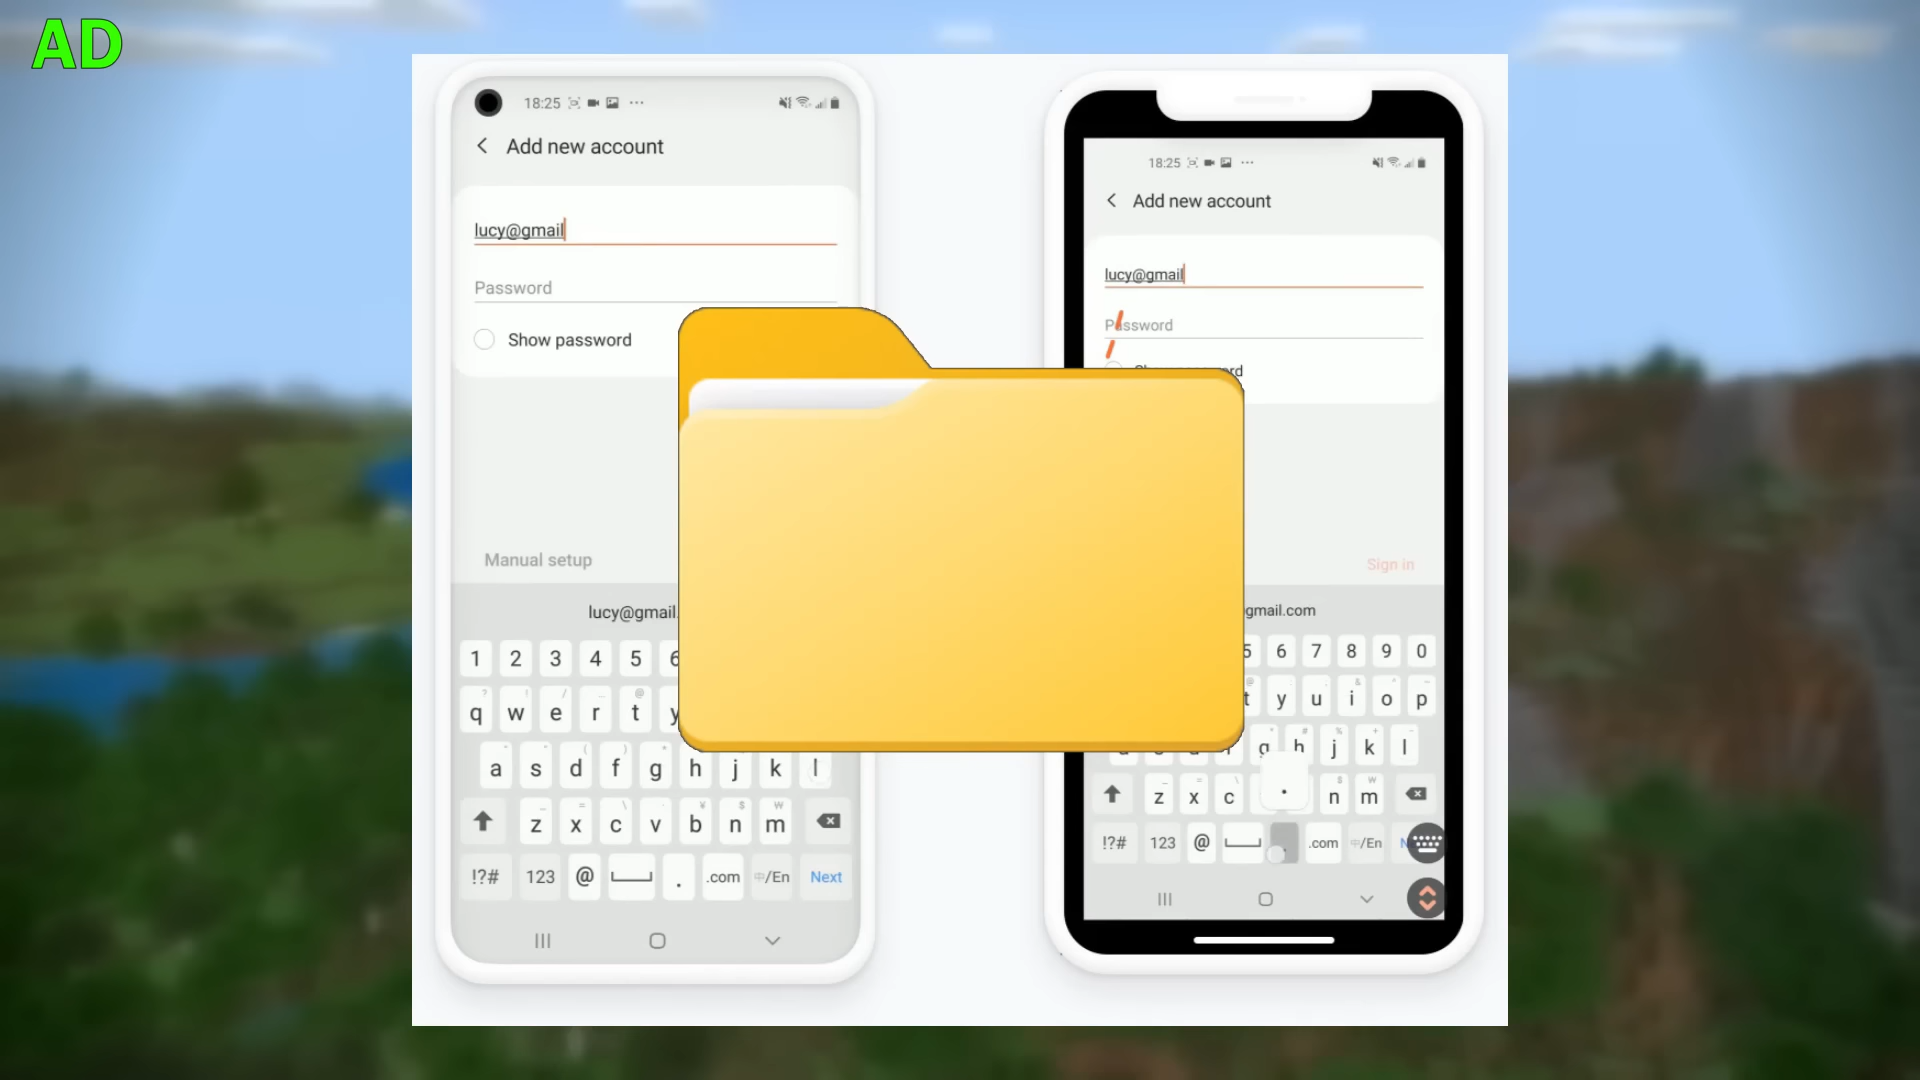 AD
18:25
Add new account
lucy@gmail
Password
Show password
Manual setup
lucy@gmail.
1 2 3 4 5 6
q w e r t y
a s d f g h j k l
z x c v b n m
!?# 123 @ . .com 中/En Next
18:25
Add new account
lucy@gmail
Password
Sign in
gmail.com
5 6 7 8 9 0
t y u i o p
g h j k l
z x c . n m
!?# 123 @ .com 中/En